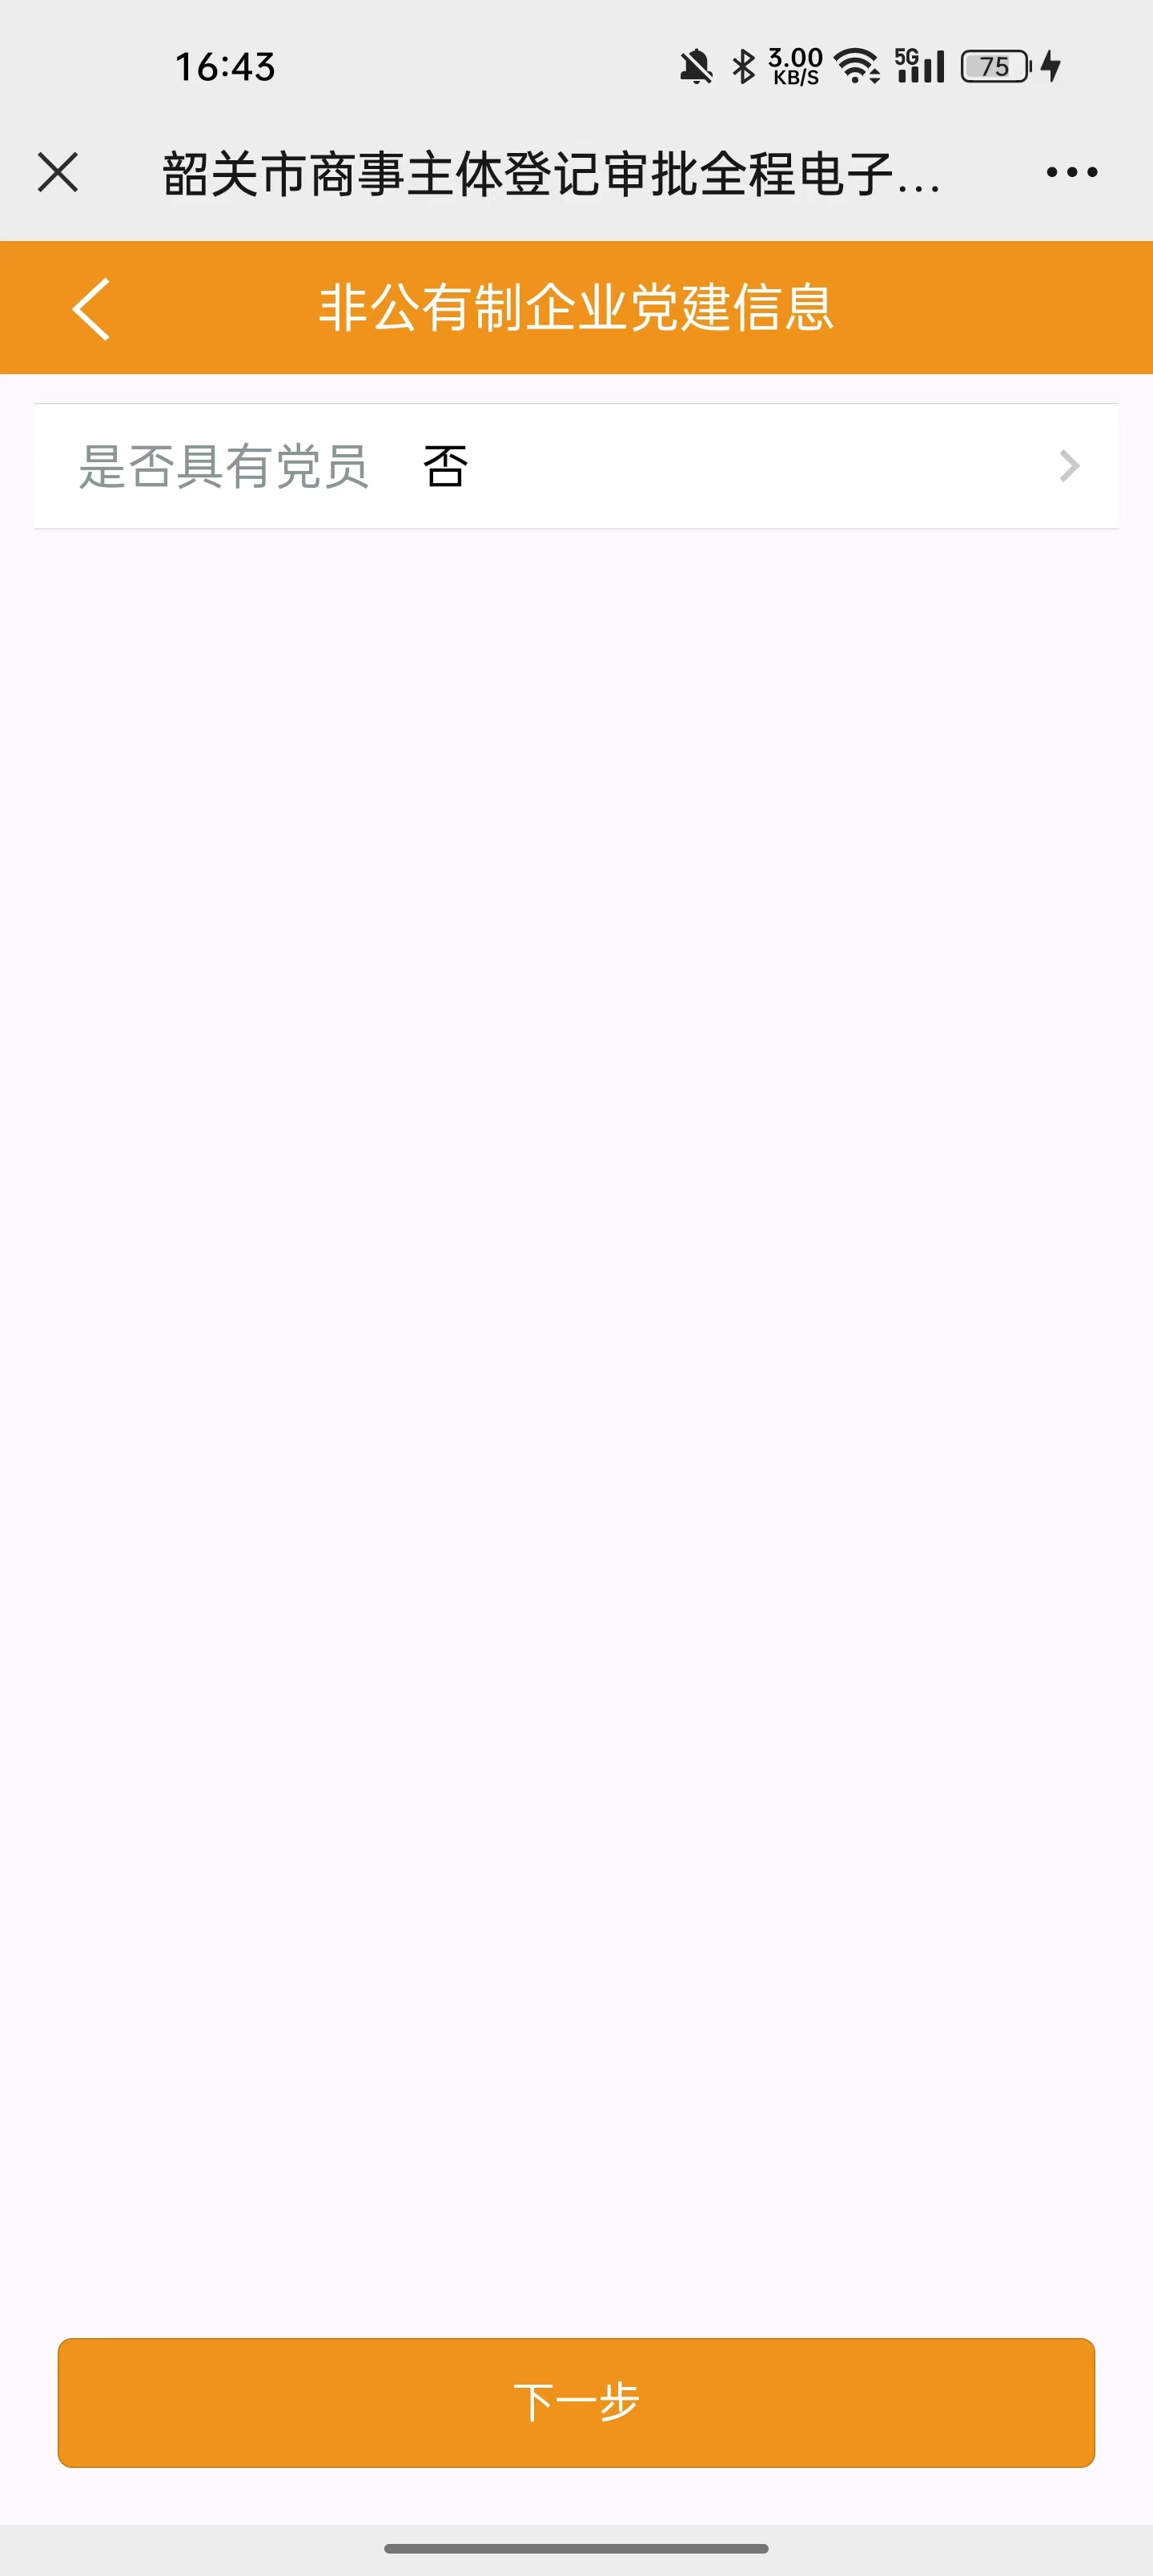 16:43
3.00
KB/S
5G
75
韶关市商事主体登记审批全程电子...
非公有制企业党建信息
是否具有党员 否
下一步